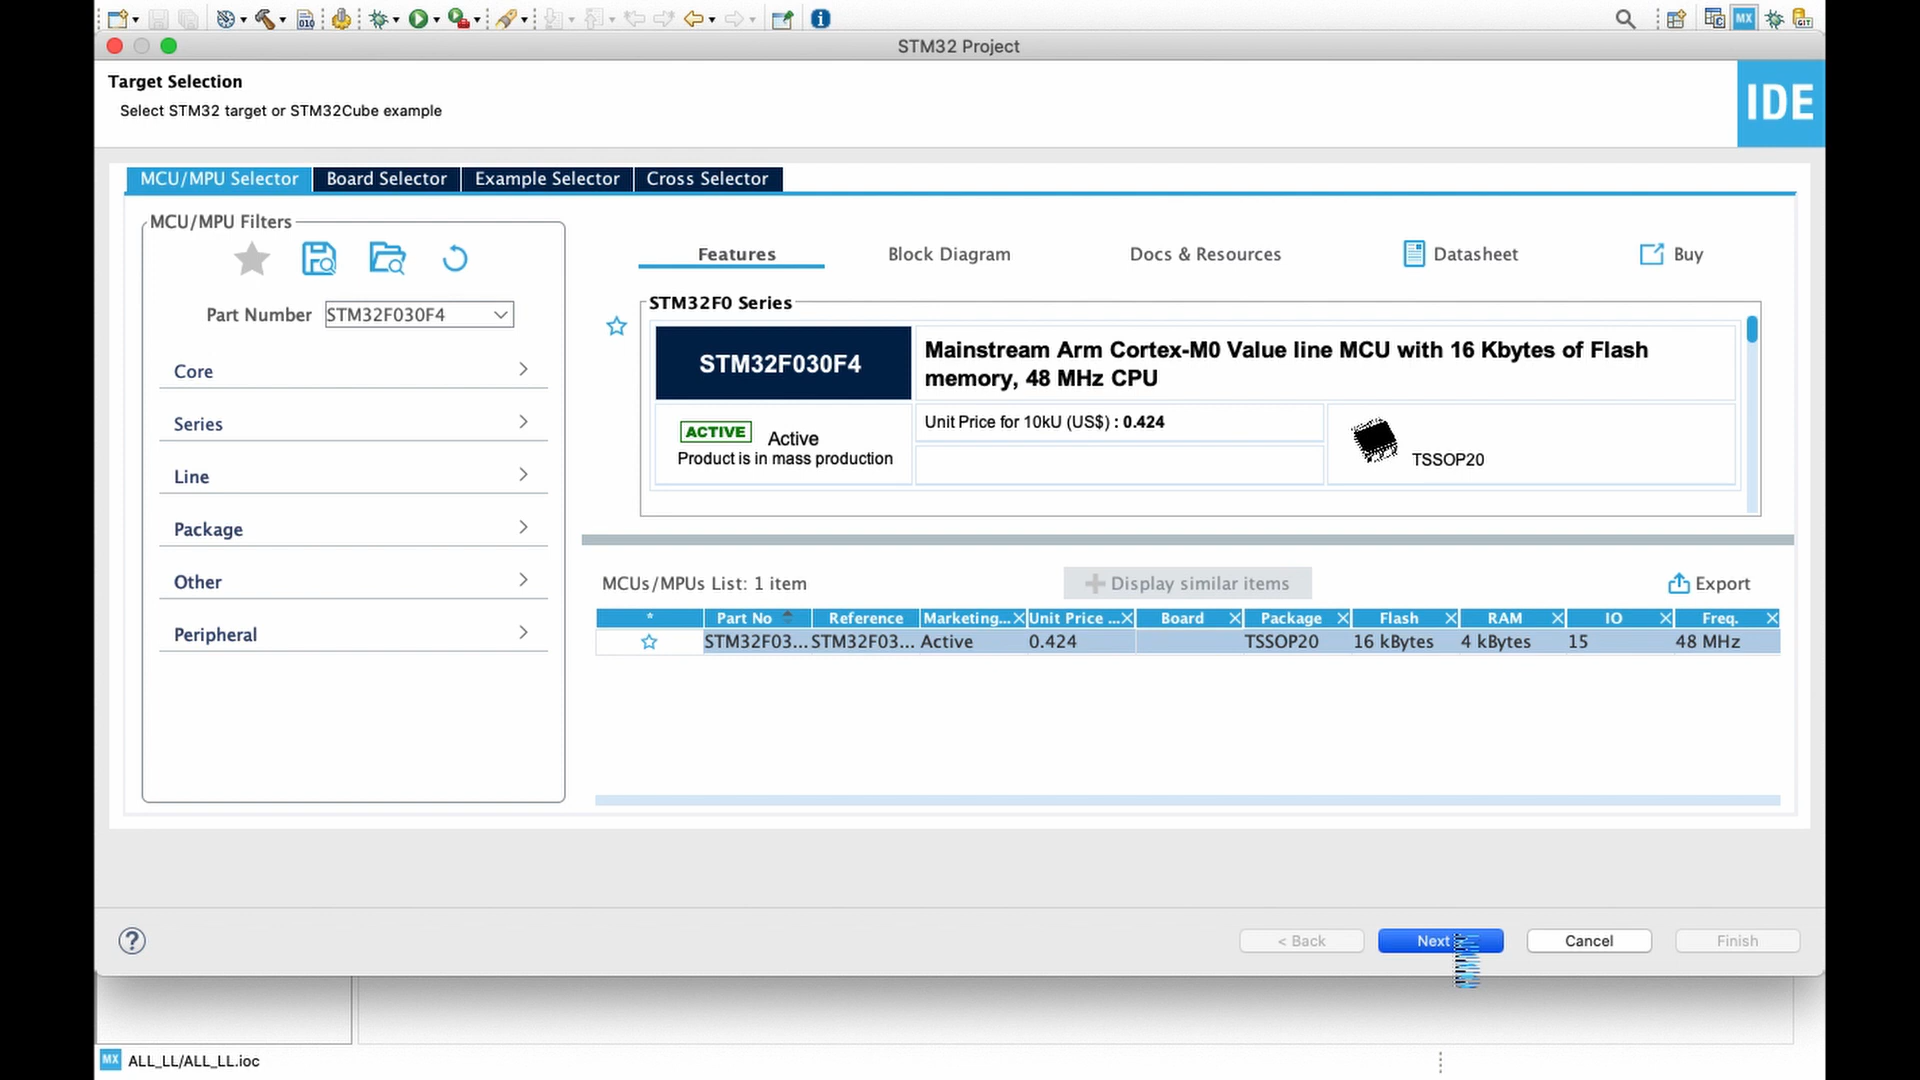 STM32 Project
Target Selection
Select STM32 target or STM32Cube example
IDE
MCU/MPU Selector
Board Selector
Example Selector
Cross Selector
MCU/MPU Filters
Part Number
STM32F030F4
Core
Series
Line
Package
Other
Peripheral
Features
Block Diagram
Docs & Resources
Datasheet
Buy
STM32F0 Series
STM32F030F4
Mainstream Arm Cortex-M0 Value line MCU with 16 Kbytes of Flash
memory, 48 MHz CPU
ACTIVE
Active
Product is in mass production
Unit Price for 10kU (US$) : 0.424
TSSOP20
MCUs/MPUs List: 1 item
Display similar items
Export
* Part No Reference Marketing... Unit Price ... Board Package Flash RAM IO Freq.
STM32F03... STM32F03... Active 0.424 TSSOP20 16 kBytes 4 kBytes 15 48 MHz
< Back
Next
Cancel
Finish
MX
MX ALL_LL/ALL_LL.ioc